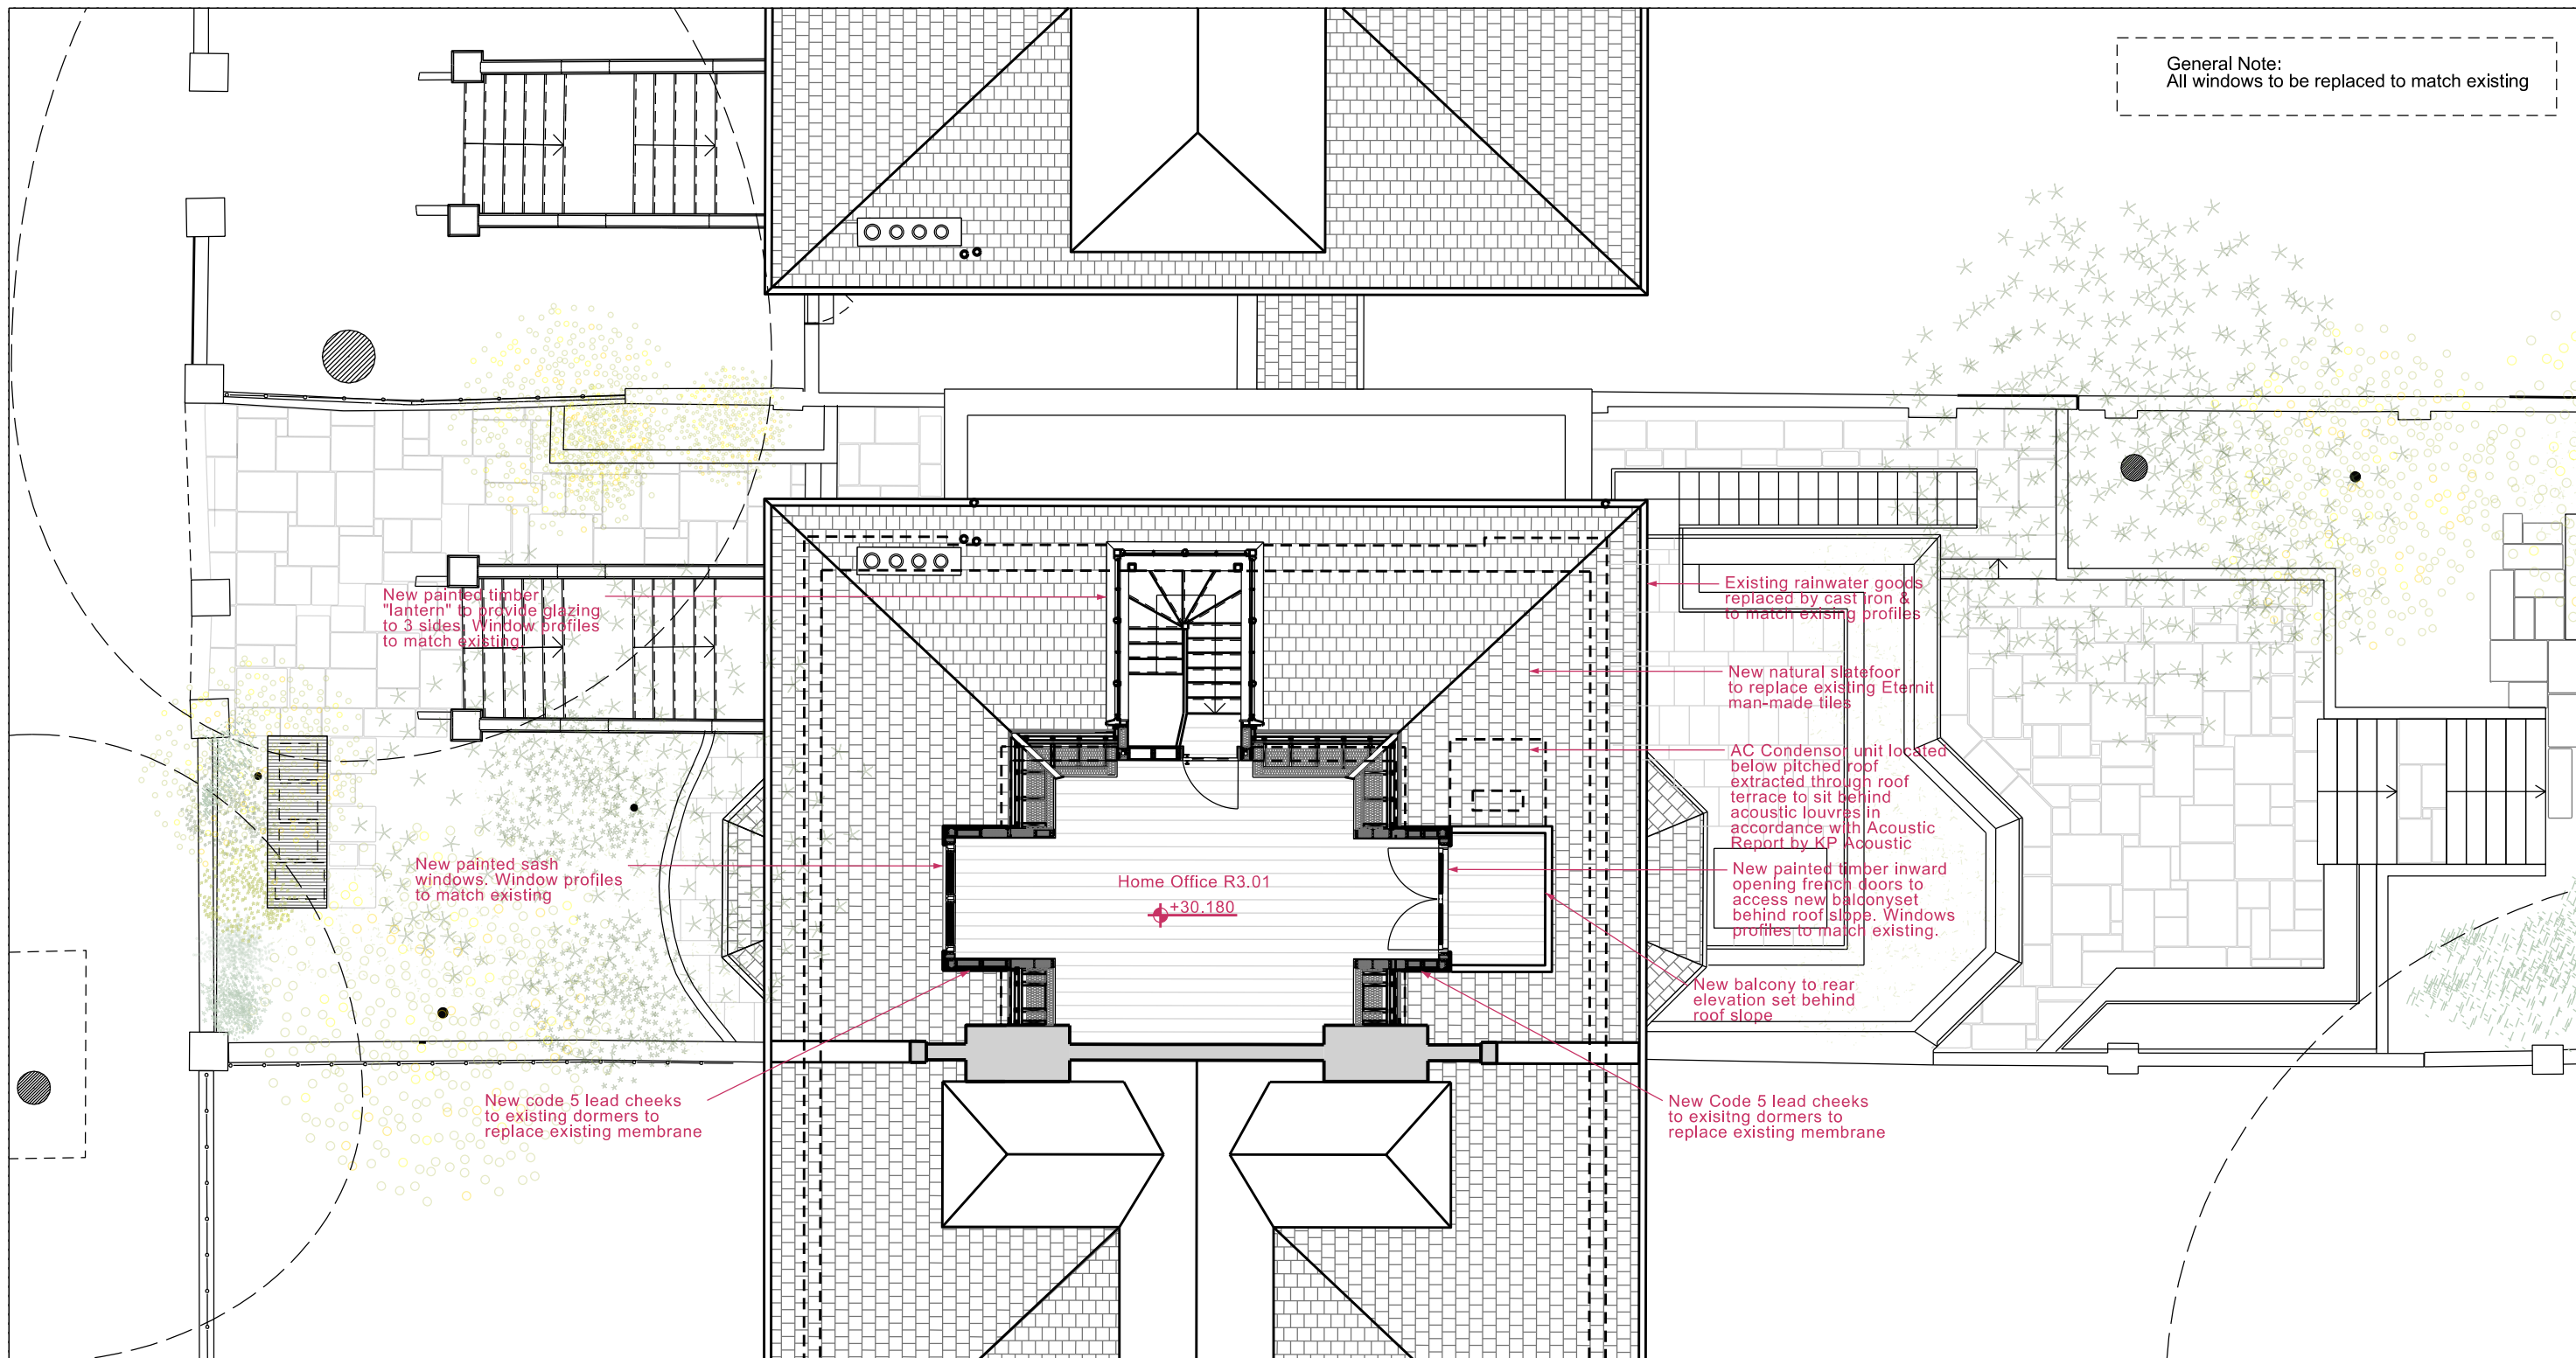 General Note:
All windows to be replaced to match existing
New painted timber
"lantern" to provide glazing
to 3 sides. Window profiles
to match existing
Existing rainwater goods
replaced by cast iron &
to match exising profiles
New natural slatefoor
to replace existing Eternit
man-made tiles
AC Condensor unit located
below pitched roof
extracted through roof
terrace to sit behind
acoustic louvres in
accordance with Acoustic
Report by KP Acoustic
New painted sash
windows. Window profiles
to match existing
Home Office R3.01
+30.180
New painted timber inward
opening french doors to
access new balconyset
behind roof slope. Windows
profiles to match existing.
New balcony to rear
elevation set behind
roof slope
New code 5 lead cheeks
to existing dormers to
replace existing membrane
New Code 5 lead cheeks
to exisitng dormers to
replace existing membrane